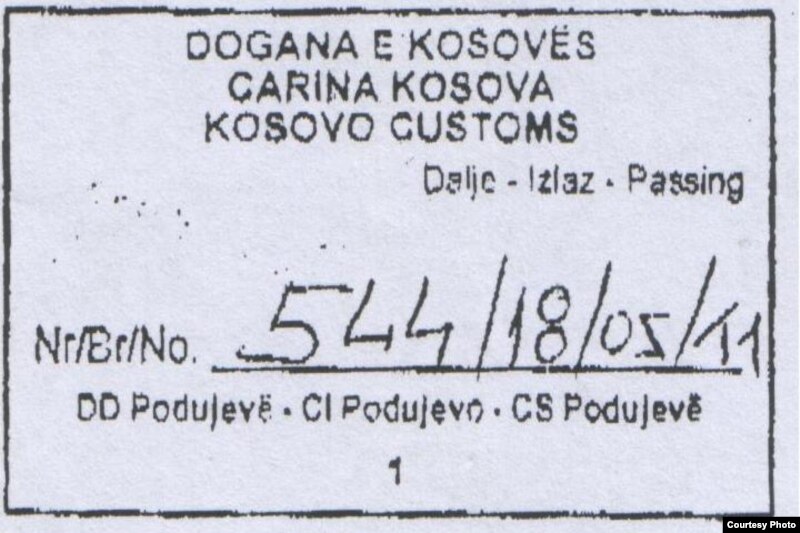 DOGANA E KOSOVËS
CARINA KOSOVA
KOSOVO CUSTOMS
Dalje - Izlaz - Passing
Nr/Br/No. 544/18/05/11
DD Podujevë - CI Podujevo - CS Podujevë
1
Courtesy Photo